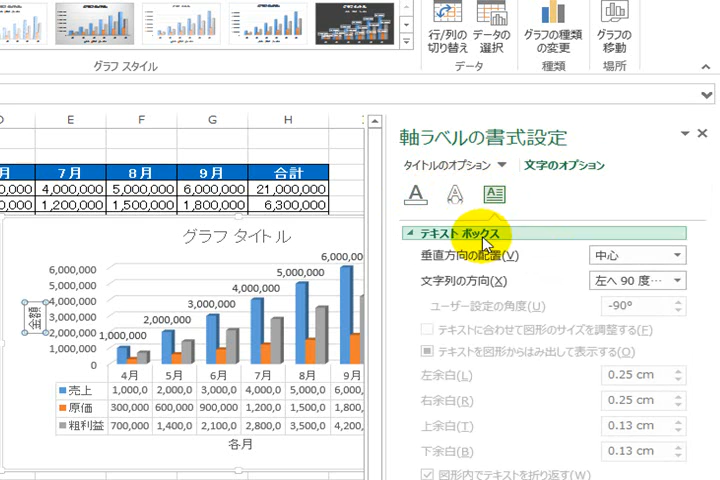 行/列の
切り替え
データの
選択
グラフの種類
の変更
グラフの
移動
グラフ スタイル
データ
種類
場所
E F G H
月 7月 8月 9月 合計
4,000,000 5,000,000 6,000,000 21,000,000
1,200,000 1,500,000 1,800,000 6,300,000
グラフ タイトル
金額
6,000,000
5,000,000
4,000,000
3,000,000
2,000,000
1,000,000
0
1,000,000
2,000,000
3,000,000
4,000,000
5,000,000
4月 5月 6月 7月 8月 9月
売上 1,000,0 2,000,0 3,000,0 4,000,0 5,000,0 6,000,
原価 300,000 600,000 900,000 1,200,0 1,500,0 1,800,
粗利益 700,000 1,400,0 2,100,0 2,800,0 3,500,0 4,200,
各月
軸ラベルの書式設定
タイトルのオプション 文字のオプション
テキスト ボックス
垂直方向の配置(V) 中心
文字列の方向(X) 左へ 90 度…
ユーザー設定の角度(U) -90°
テキストに合わせて図形のサイズを調整する(F)
テキストを図形からはみ出して表示する(O)
左余白(L) 0.25 cm
右余白(R) 0.25 cm
上余白(T) 0.13 cm
下余白(B) 0.13 cm
図形内でテキストを折り返す(W)